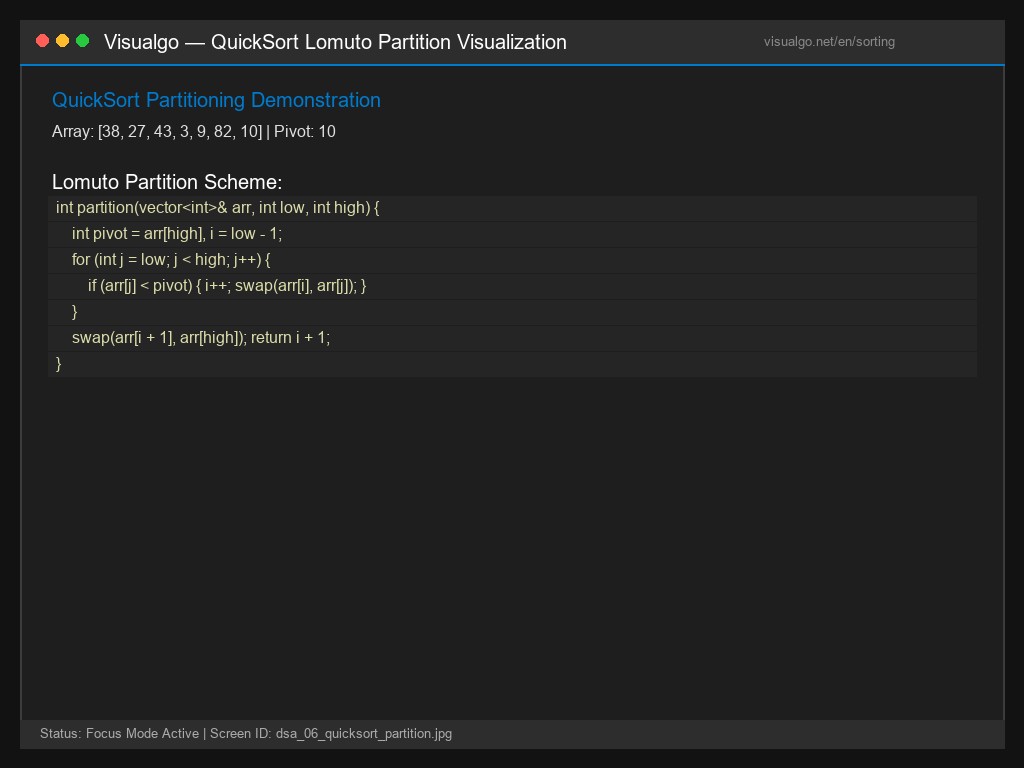 Visualgo — QuickSort Lomuto Partition Visualization
visualgo.net/en/sorting
QuickSort Partitioning Demonstration
Array: [38, 27, 43, 3, 9, 82, 10] | Pivot: 10
Lomuto Partition Scheme:
int partition(vector<int>& arr, int low, int high) {
    int pivot = arr[high], i = low - 1;
    for (int j = low; j < high; j++) {
        if (arr[j] < pivot) { i++; swap(arr[i], arr[j]); }
    }
    swap(arr[i + 1], arr[high]); return i + 1;
}
Status: Focus Mode Active | Screen ID: dsa_06_quicksort_partition.jpg